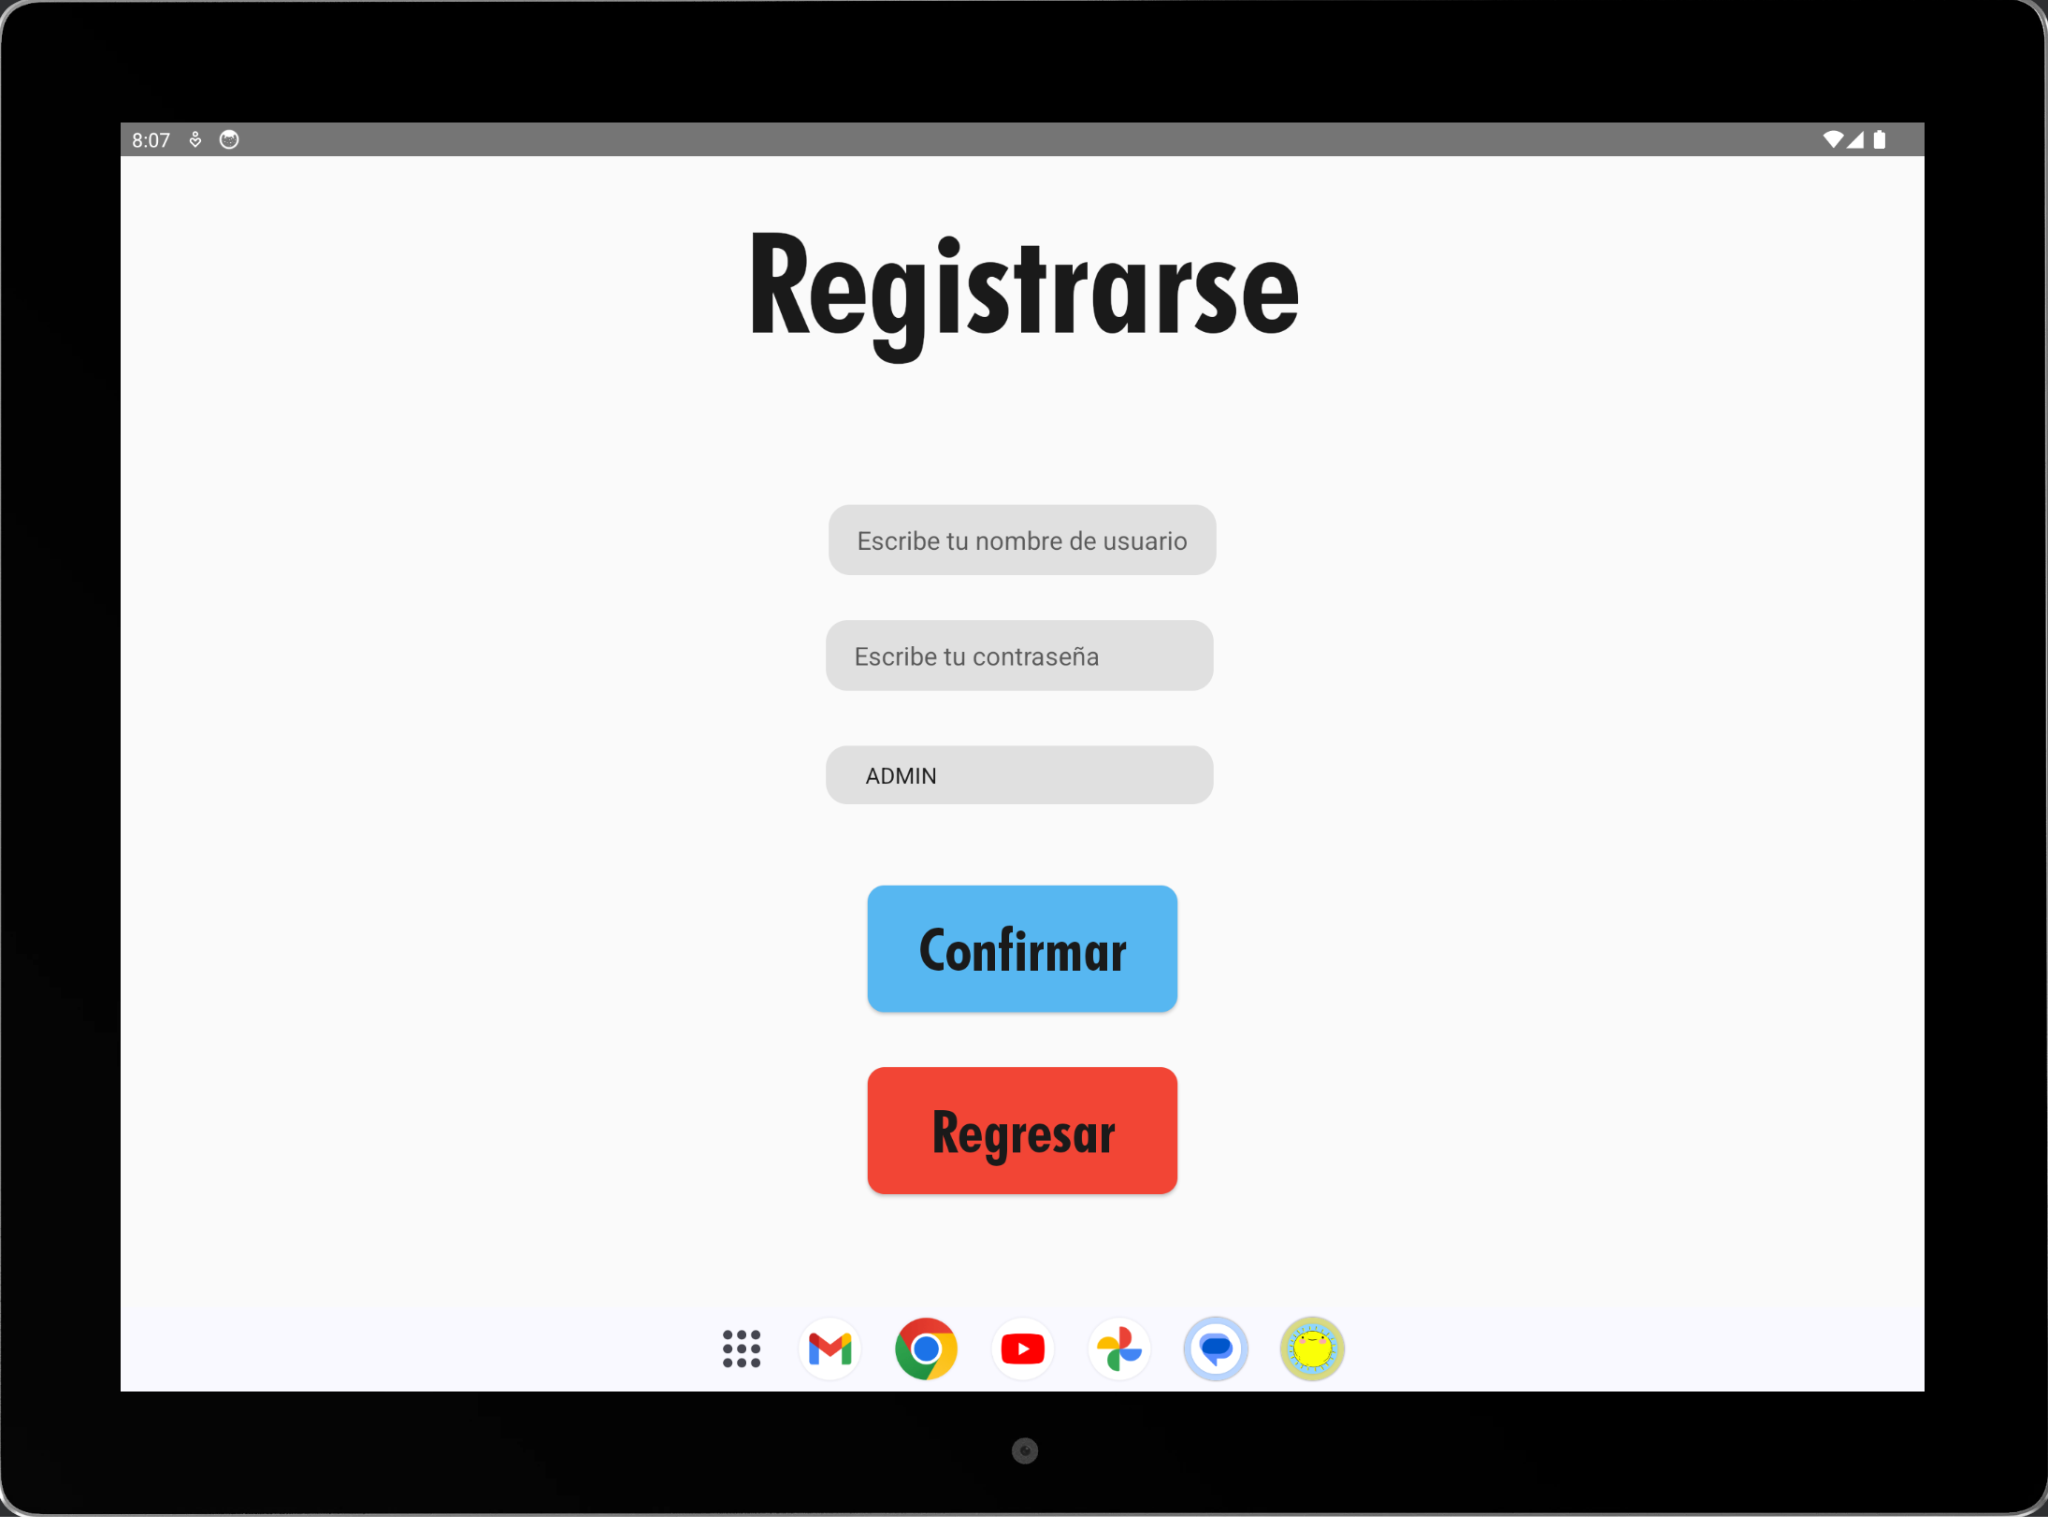 8:07
Registrarse
Escribe tu nombre de usuario
Escribe tu contraseña
ADMIN
Confirmar
Regresar